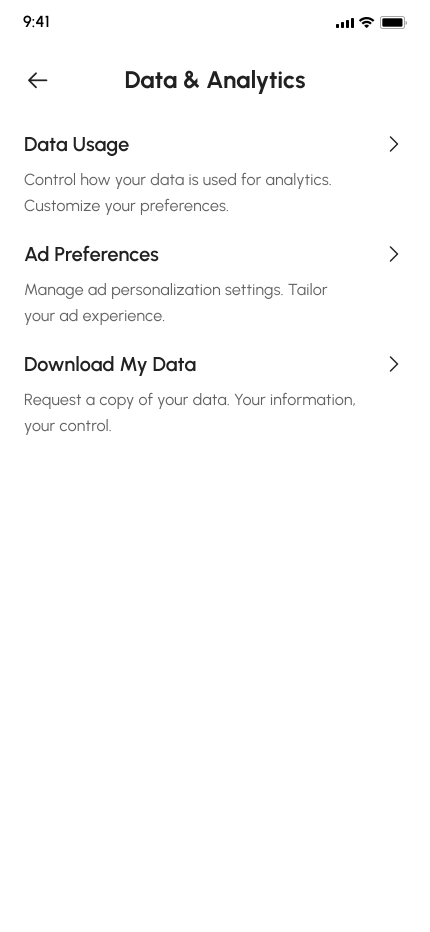 9:41
Data & Analytics
Data Usage
Control how your data is used for analytics.
Customize your preferences.
Ad Preferences
Manage ad personalization settings. Tailor
your ad experience.
Download My Data
Request a copy of your data. Your information,
your control.